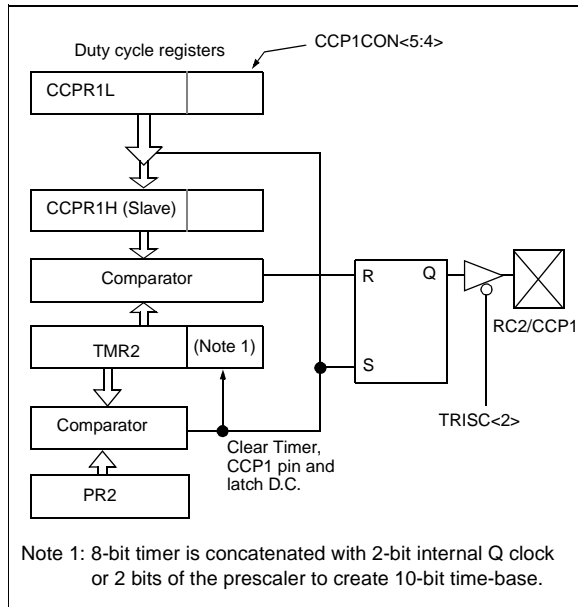 Duty cycle registers
CCP1CON<5:4>
CCPR1L
CCPR1H (Slave)
Comparator
R
Q
RC2/CCP1
TMR2
(Note 1)
S
TRISC<2>
Comparator
Clear Timer,
CCP1 pin and
latch D.C.
PR2
Note 1: 8-bit timer is concatenated with 2-bit internal Q clock
or 2 bits of the prescaler to create 10-bit time-base.